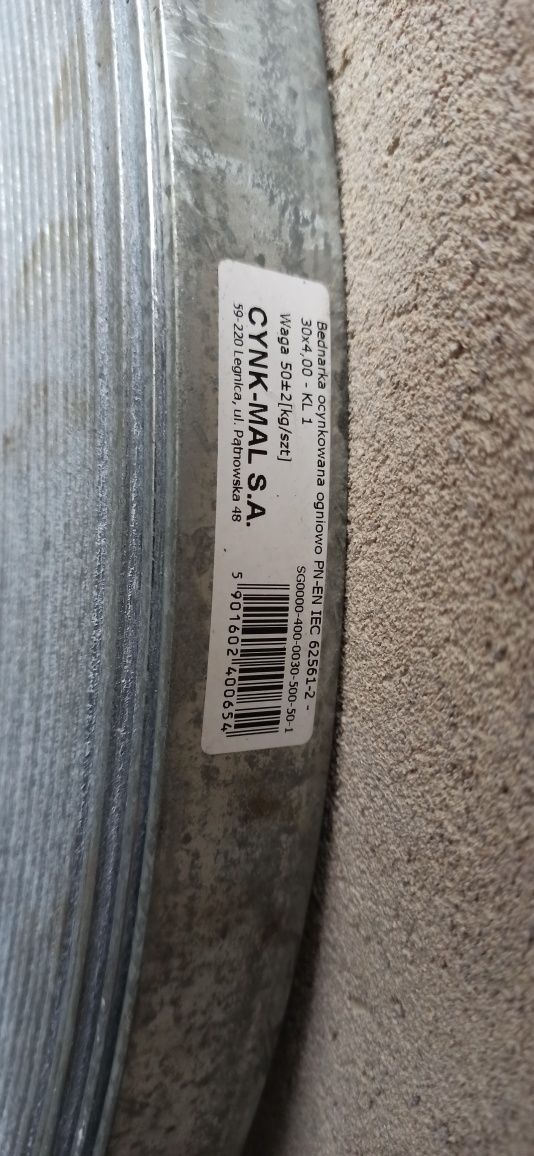 Bednarka ocynkowana ogniowo PN-EN IEC 62561-2 -
30x4,00 - KL 1
SG0000-400-0030-500-50-1
Waga 50±2[kg/szt]
CYNK-MAL S.A.
59-220 Legnica, ul. Pątnowska 48
5 901602 400654